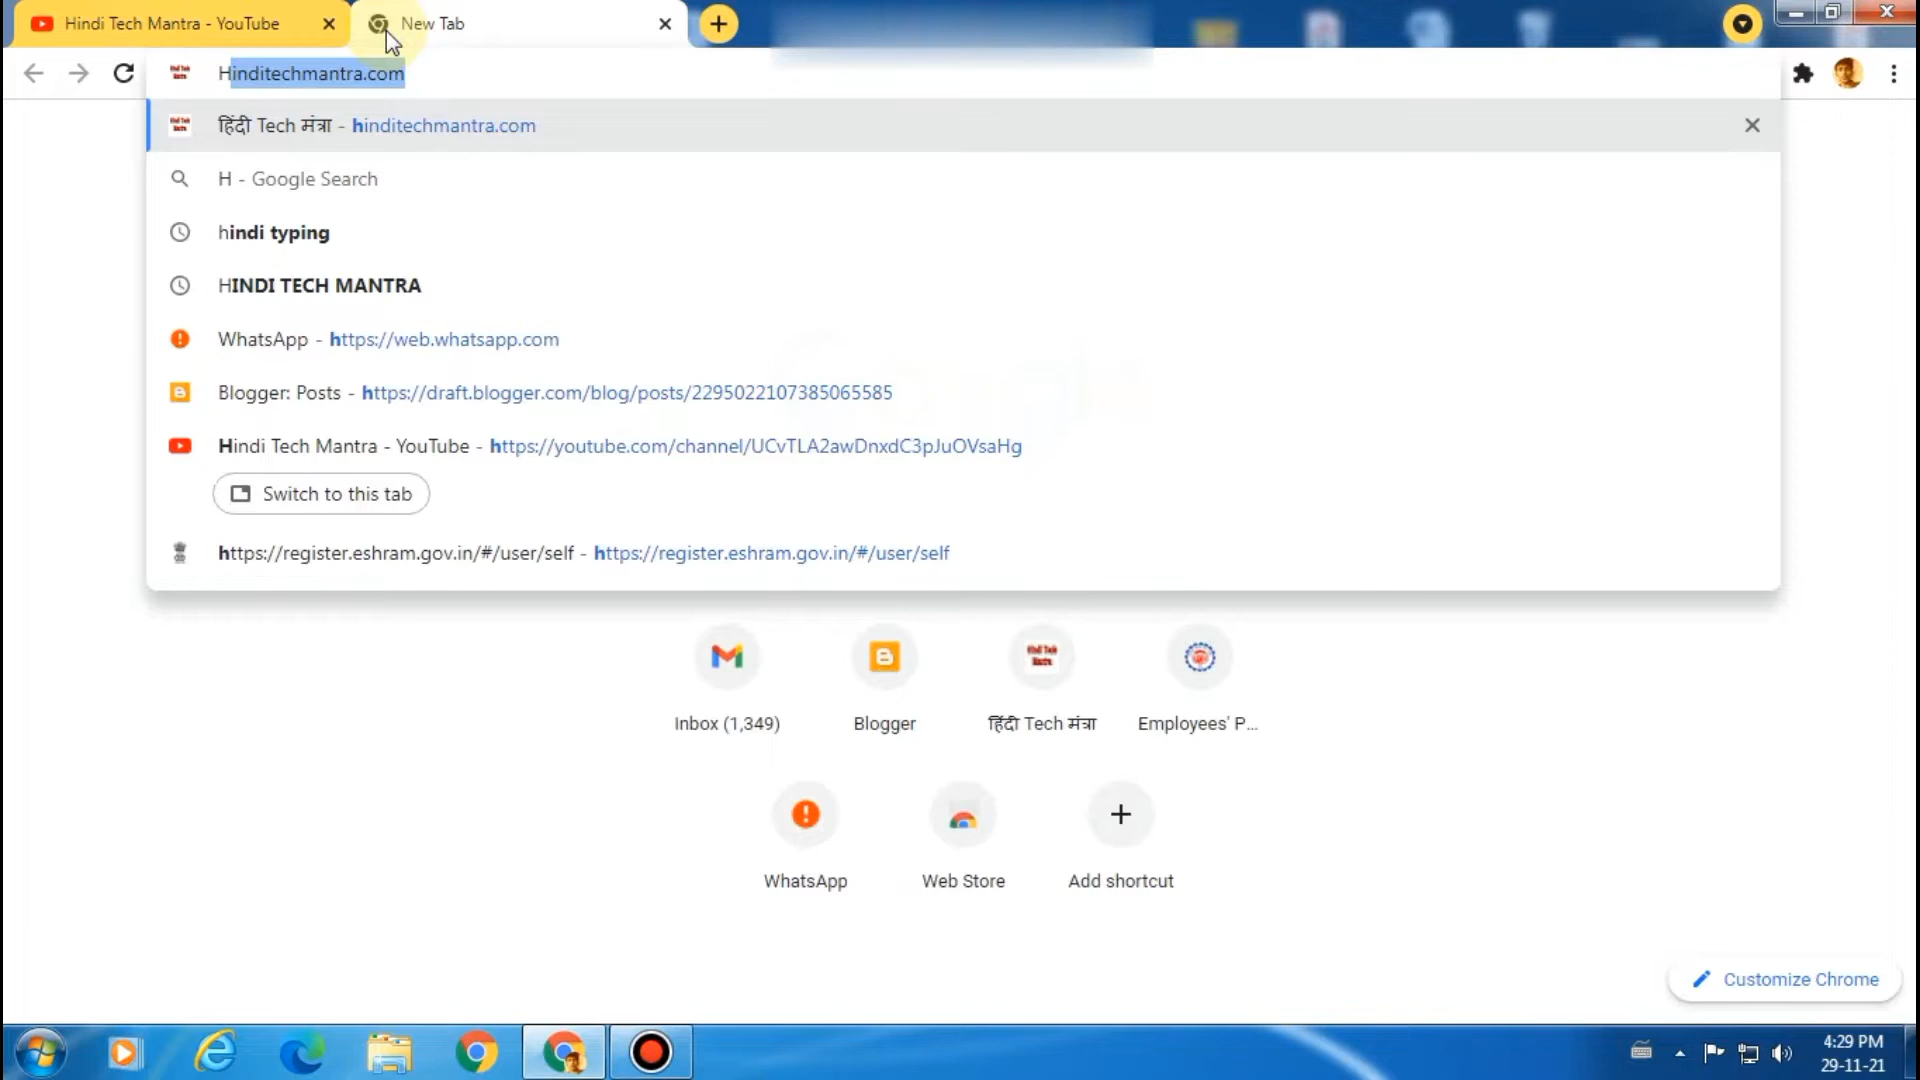 Hindi Tech Mantra - YouTube
New Tab
Hinditechmantra.com
हिंदी Tech मंत्रा - hinditechmantra.com
H - Google Search
hindi typing
HINDI TECH MANTRA
WhatsApp - https://web.whatsapp.com
Blogger: Posts - https://draft.blogger.com/blog/posts/2295022107385065585
Hindi Tech Mantra - YouTube - https://youtube.com/channel/UCvTLA2awDnxdC3pJuOVsaHg
Switch to this tab
https://register.eshram.gov.in/#/user/self - https://register.eshram.gov.in/#/user/self
Inbox (1,349)
Blogger
हिंदी Tech मंत्रा
Employees' P...
WhatsApp
Web Store
Add shortcut
Customize Chrome
4:29 PM
29-11-21